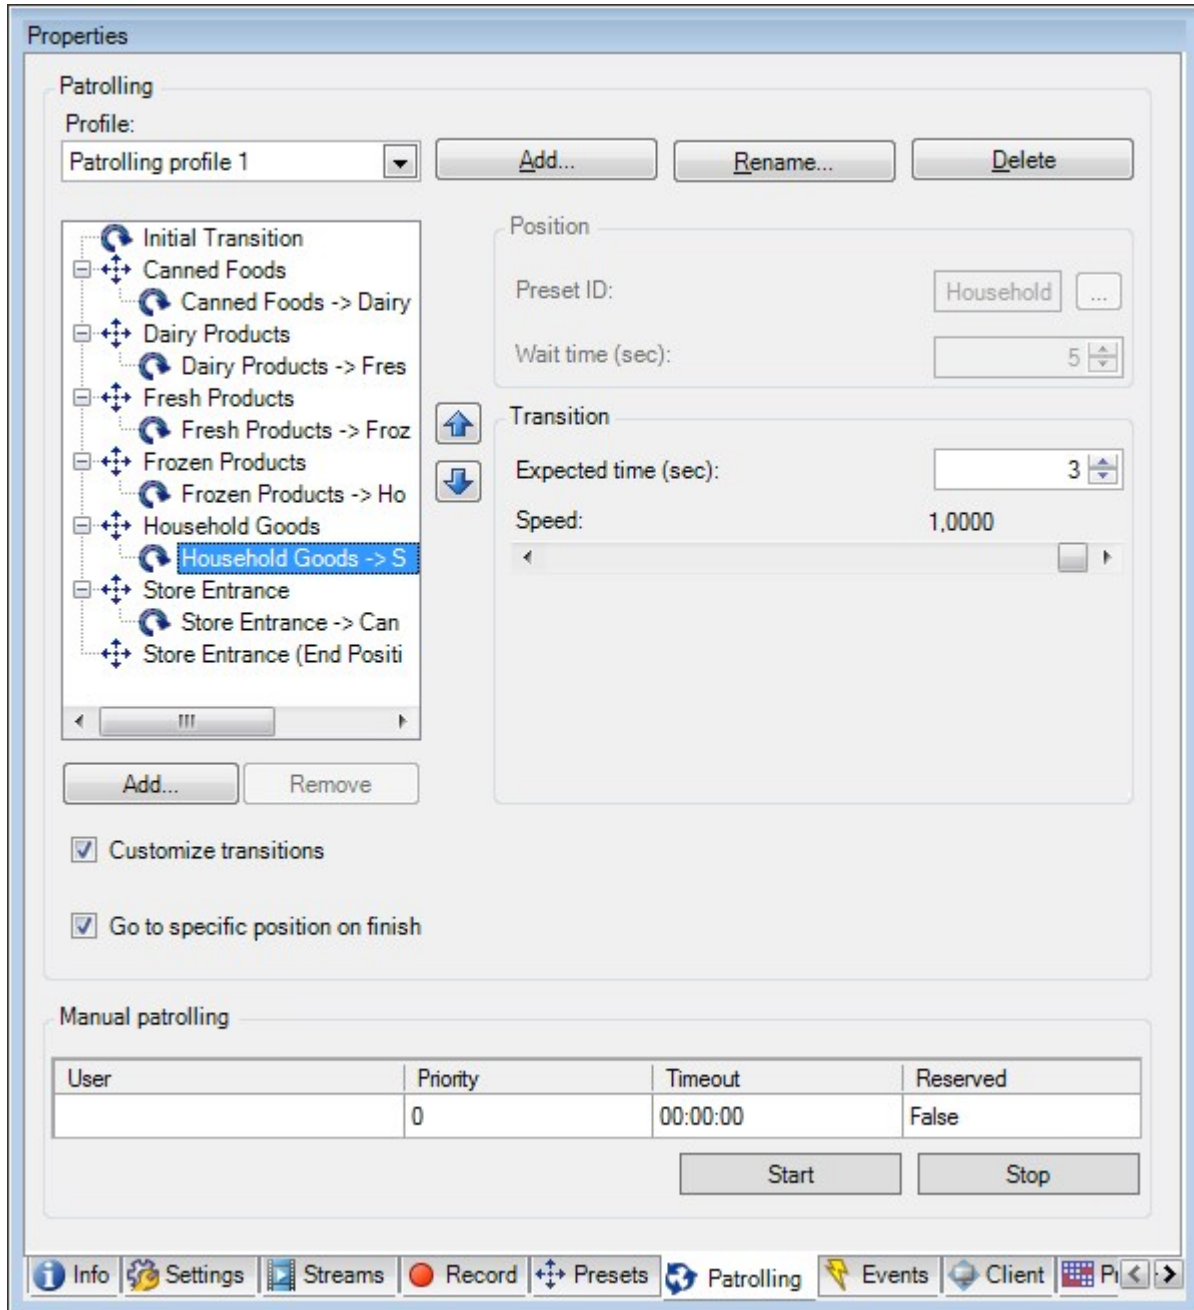 Properties
Patrolling
Profile:
Patrolling profile 1
Add...
Rename...
Delete
Initial Transition
Canned Foods
Canned Foods -> Dairy
Dairy Products
Dairy Products -> Fres
Fresh Products
Fresh Products -> Froz
Frozen Products
Frozen Products -> Ho
Household Goods
Household Goods -> S
Store Entrance
Store Entrance -> Can
Store Entrance (End Positi
Position
Preset ID:
Household
...
Wait time (sec):
5
Transition
Expected time (sec):
3
Speed:
1,0000
Add...
Remove
Customize transitions
Go to specific position on finish
Manual patrolling
User Priority Timeout Reserved
0 00:00:00 False
Start
Stop
Info Settings Streams Record Presets Patrolling Events Client Pi